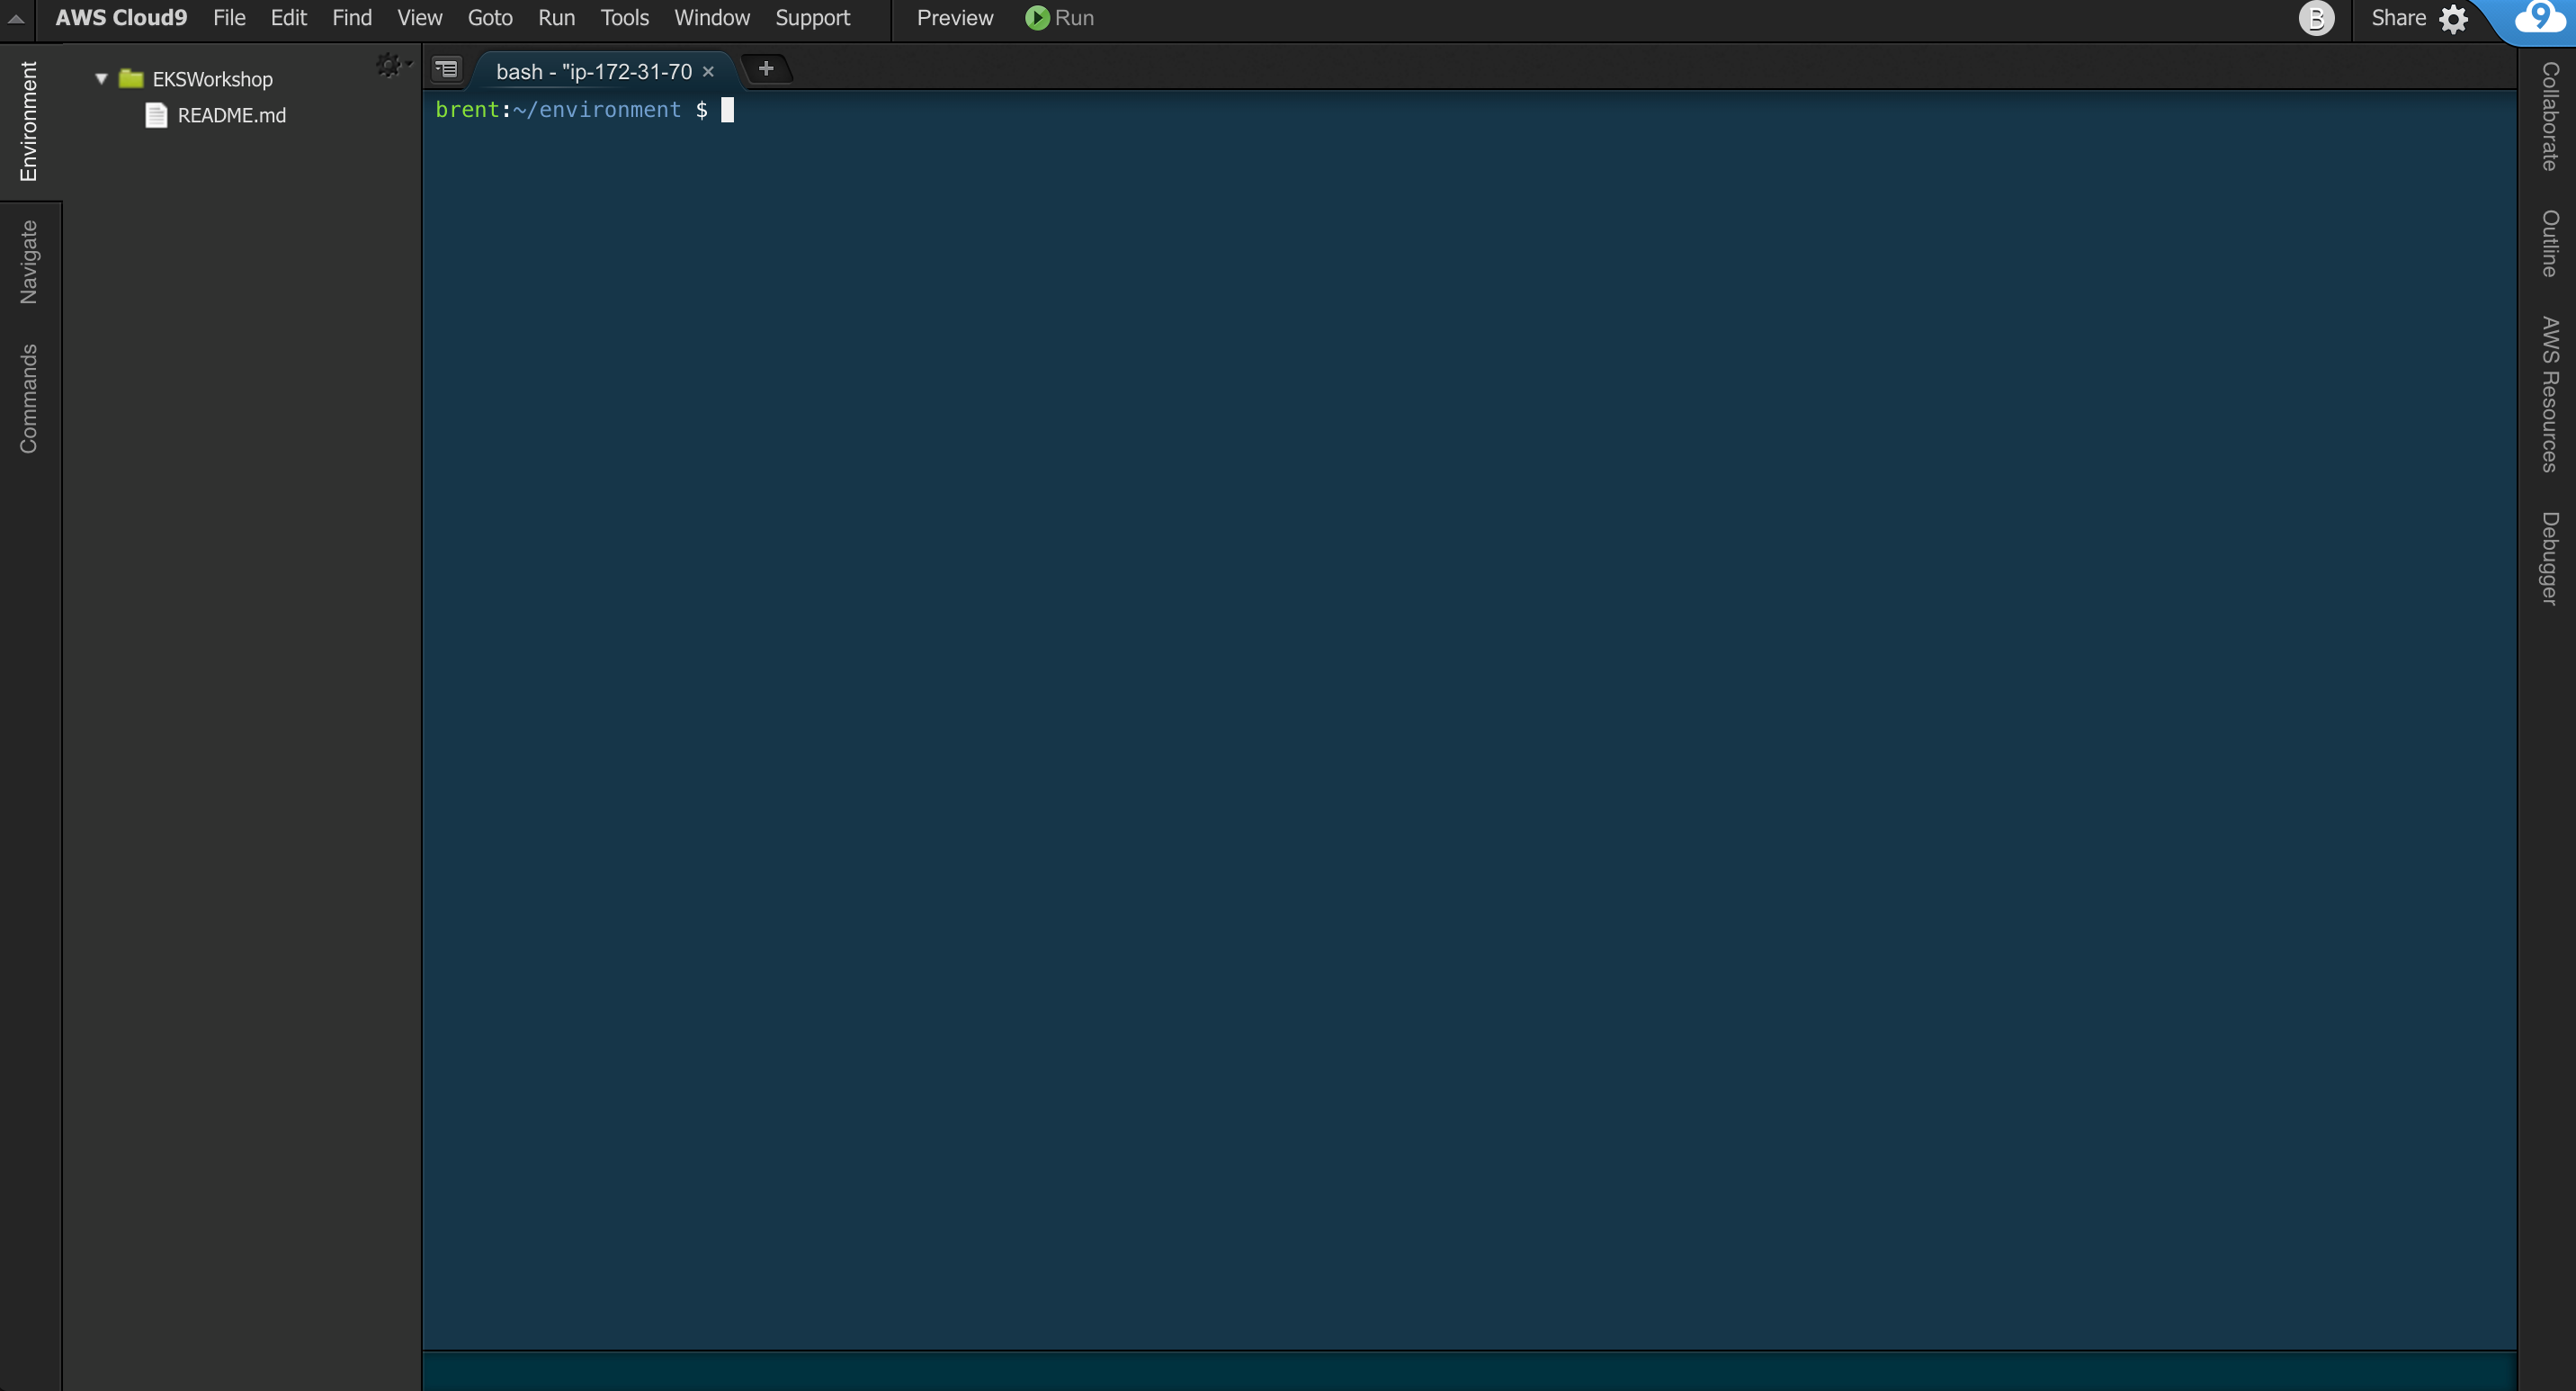 AWS Cloud9 File Edit Find View Goto Run Tools Window Support Preview Run B Share 9
Environment
Navigate
Commands
EKSWorkshop
README.md
bash - "ip-172-31-70
brent:~/environment $
Collaborate
Outline
AWS Resources
Debugger